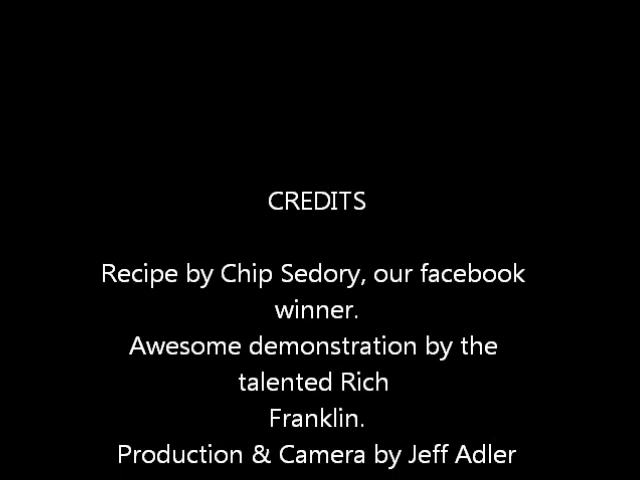 CREDITS
Recipe by Chip Sedory, our facebook
winner.
Awesome demonstration by the
talented Rich
Franklin.
Production & Camera by Jeff Adler